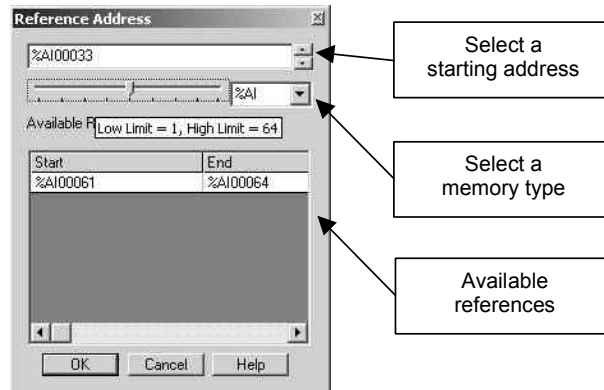 Reference Address
%AI00033
Select a
starting address
%AI
Available R
Low Limit = 1, High Limit = 64
Start End
%AI00061 %AI00064
Select a
memory type
Available
references
OK Cancel Help